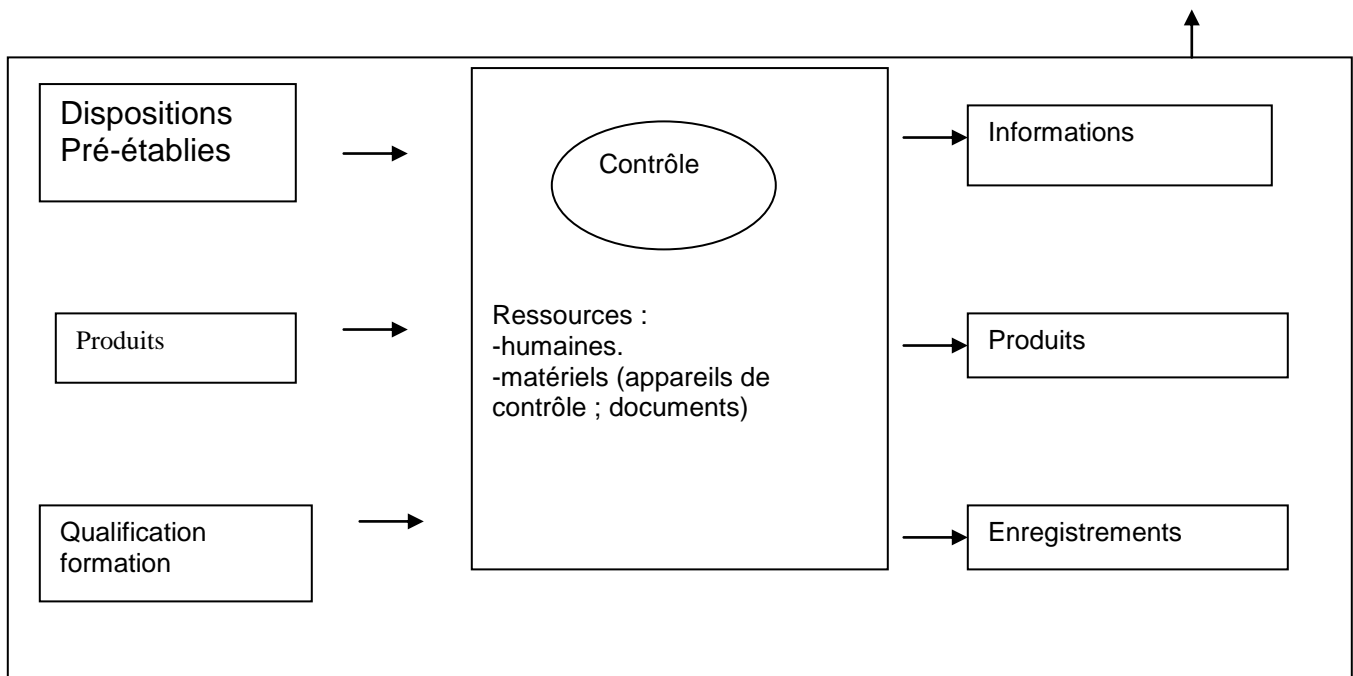 Dispositions
Pré-établies
Contrôle
Informations
Produits
Ressources :
-humaines.
-matériels (appareils de
contrôle ; documents)
Produits
Qualification
formation
Enregistrements